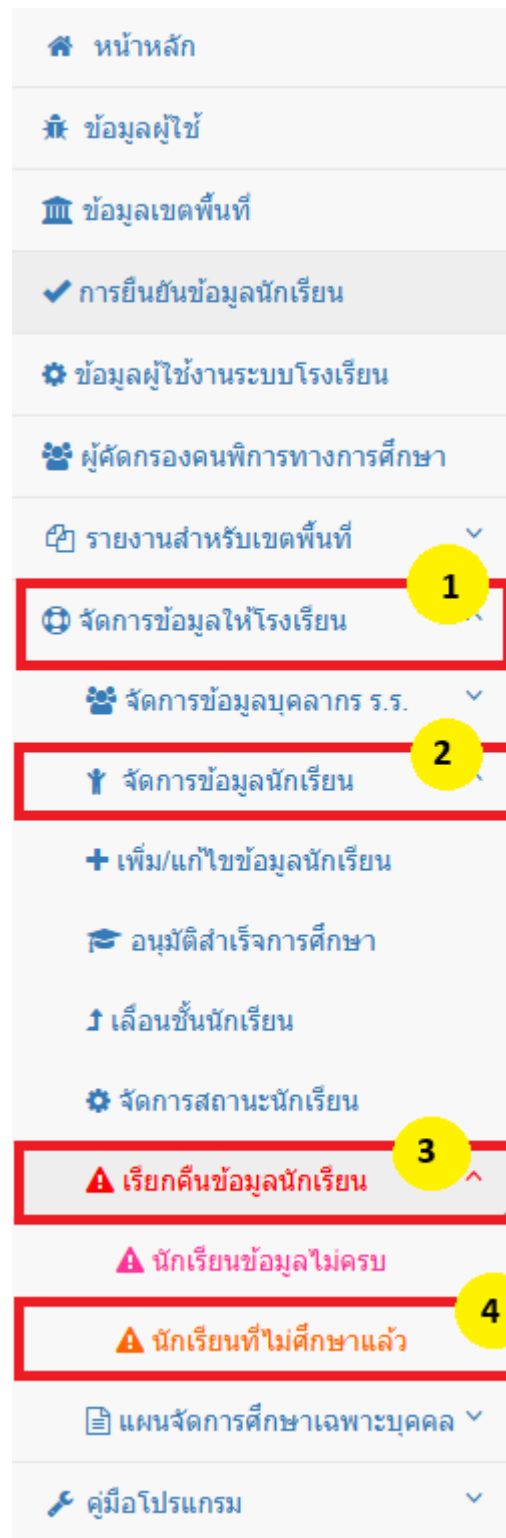 หน้าหลัก
ข้อมูลผู้ใช้
ข้อมูลเขตพื้นที่
การยืนยันข้อมูลนักเรียน
ข้อมูลผู้ใช้งานระบบโรงเรียน
ผู้คัดกรองคนพิการทางการศึกษา
รายงานสำหรับเขตพื้นที่
1
จัดการข้อมูลให้โรงเรียน
จัดการข้อมูลบุคลากร ร.ร.
2
จัดการข้อมูลนักเรียน
เพิ่ม/แก้ไขข้อมูลนักเรียน
อนุมัติสำเร็จการศึกษา
เลื่อนชั้นนักเรียน
จัดการสถานะนักเรียน
3
เรียกคืนข้อมูลนักเรียน
นักเรียนข้อมูลไม่ครบ
4
นักเรียนที่ไม่ศึกษาแล้ว
แผนจัดการศึกษาเฉพาะบุคคล
คู่มือโปรแกรม